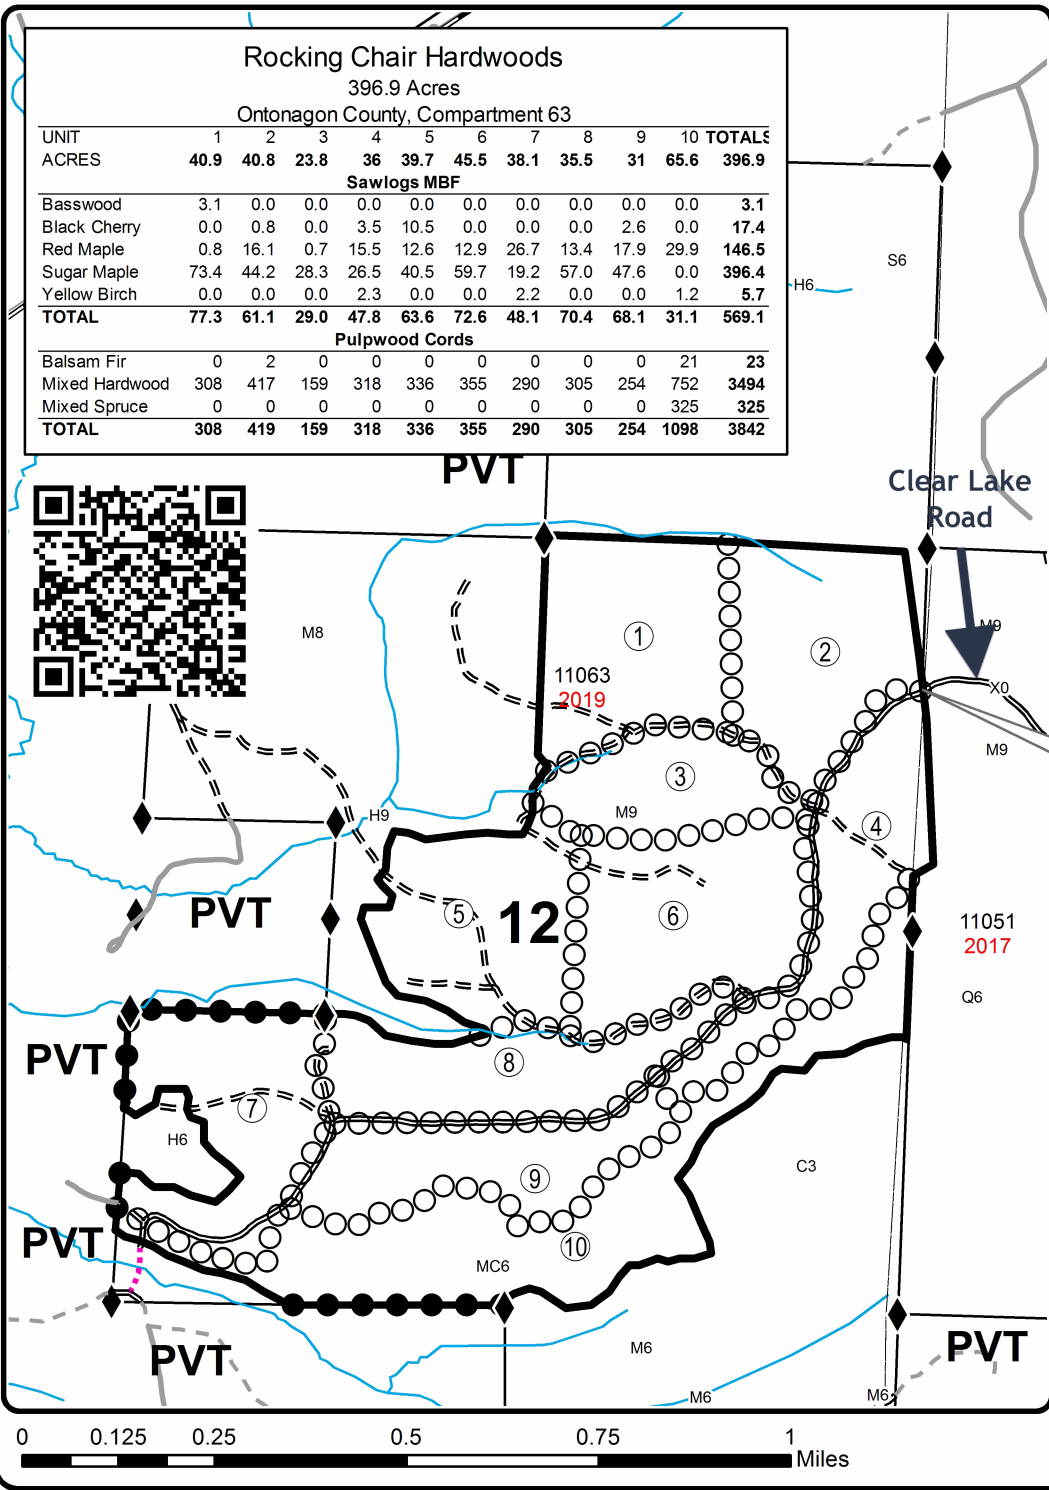 Rocking Chair Hardwoods
396.9 Acres
Ontonagon County, Compartment 63
UNIT 1 2 3 4 5 6 7 8 9 10 TOTALS
ACRES 40.9 40.8 23.8 36 39.7 45.5 38.1 35.5 31 65.6 396.9
Sawlogs MBF
Basswood 3.1 0.0 0.0 0.0 0.0 0.0 0.0 0.0 0.0 0.0 3.1
Black Cherry 0.0 0.8 0.0 3.5 10.5 0.0 0.0 0.0 2.6 0.0 17.4
Red Maple 0.8 16.1 0.7 15.5 12.6 12.9 26.7 13.4 17.9 29.9 146.5
Sugar Maple 73.4 44.2 28.3 26.5 40.5 59.7 19.2 57.0 47.6 0.0 396.4
Yellow Birch 0.0 0.0 0.0 2.3 0.0 0.0 2.2 0.0 0.0 1.2 5.7
TOTAL 77.3 61.1 29.0 47.8 63.6 72.6 48.1 70.4 68.1 31.1 569.1
Pulpwood Cords
Balsam Fir 0 2 0 0 0 0 0 0 0 21 23
Mixed Hardwood 308 417 159 318 336 355 290 305 254 752 3494
Mixed Spruce 0 0 0 0 0 0 0 0 0 325 325
TOTAL 308 419 159 318 336 355 290 305 254 1098 3842
S6
H6
PVT
Clear Lake
Road
M8
1
2
M9
11063
2019
X0
M9
3
H9
M9
4
PVT
5
12
6
11051
2017
Q6
PVT
8
7
H6
C3
9
PVT
10
MC6
PVT
M6
PVT
M6
M6
0 0.125 0.25 0.5 0.75 1
Miles